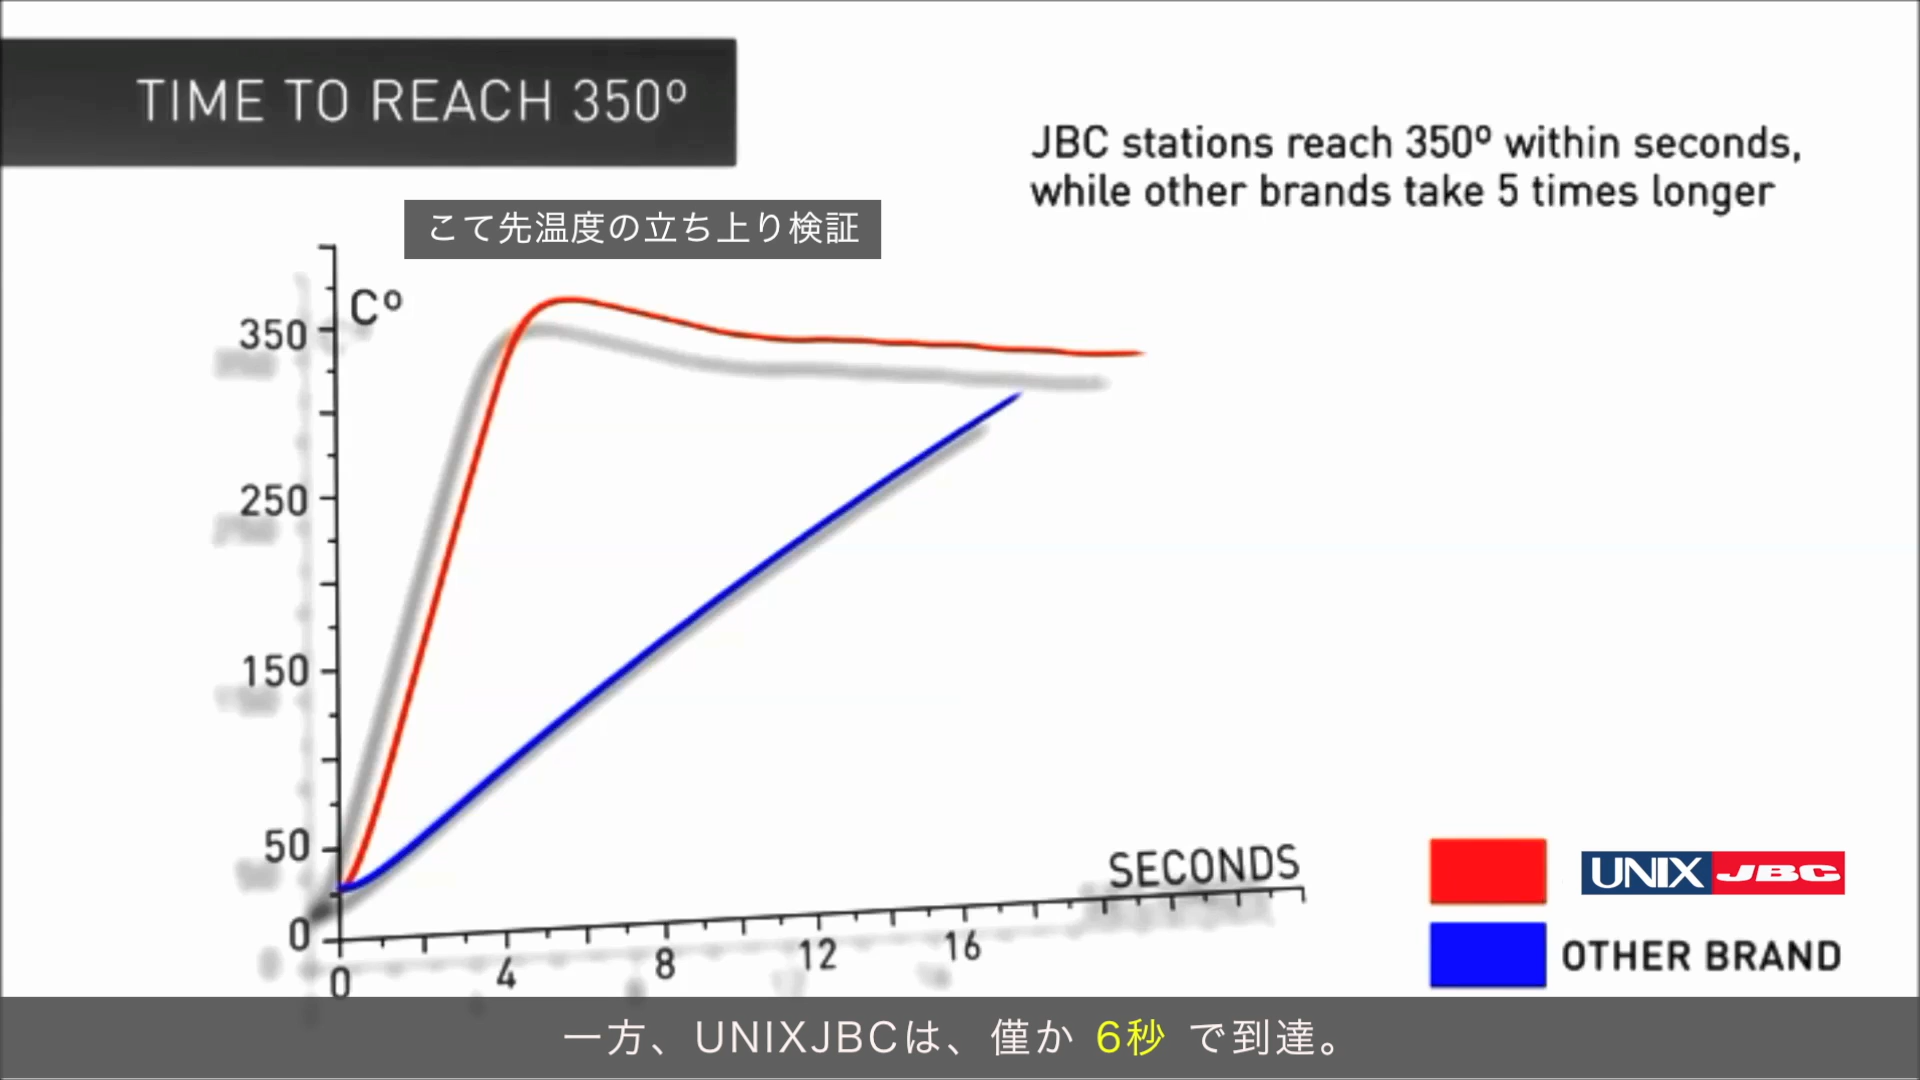 TIME TO REACH 350º
JBC stations reach 350º within seconds,
while other brands take 5 times longer
こて先温度の立ち上り検証
Cº
350
250
150
50
0
SECONDS
0
4
8
12
16
UNIX JBC
OTHER BRAND
一方、UNIXJBCは、僅か 6秒 で到達。